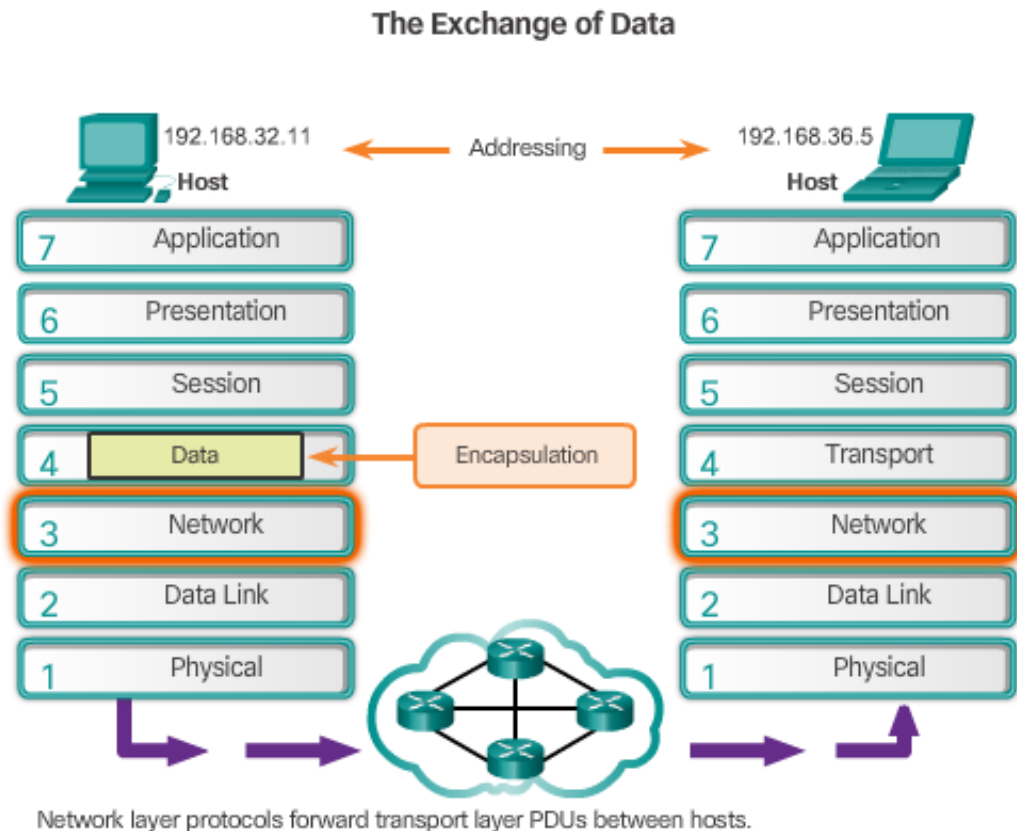 The Exchange of Data
192.168.32.11
Addressing
192.168.36.5
Host
Host
7 Application
7 Application
6 Presentation
6 Presentation
5 Session
5 Session
4 Data
Encapsulation
4 Transport
3 Network
3 Network
2 Data Link
2 Data Link
1 Physical
1 Physical
Network layer protocols forward transport layer PDUs between hosts.